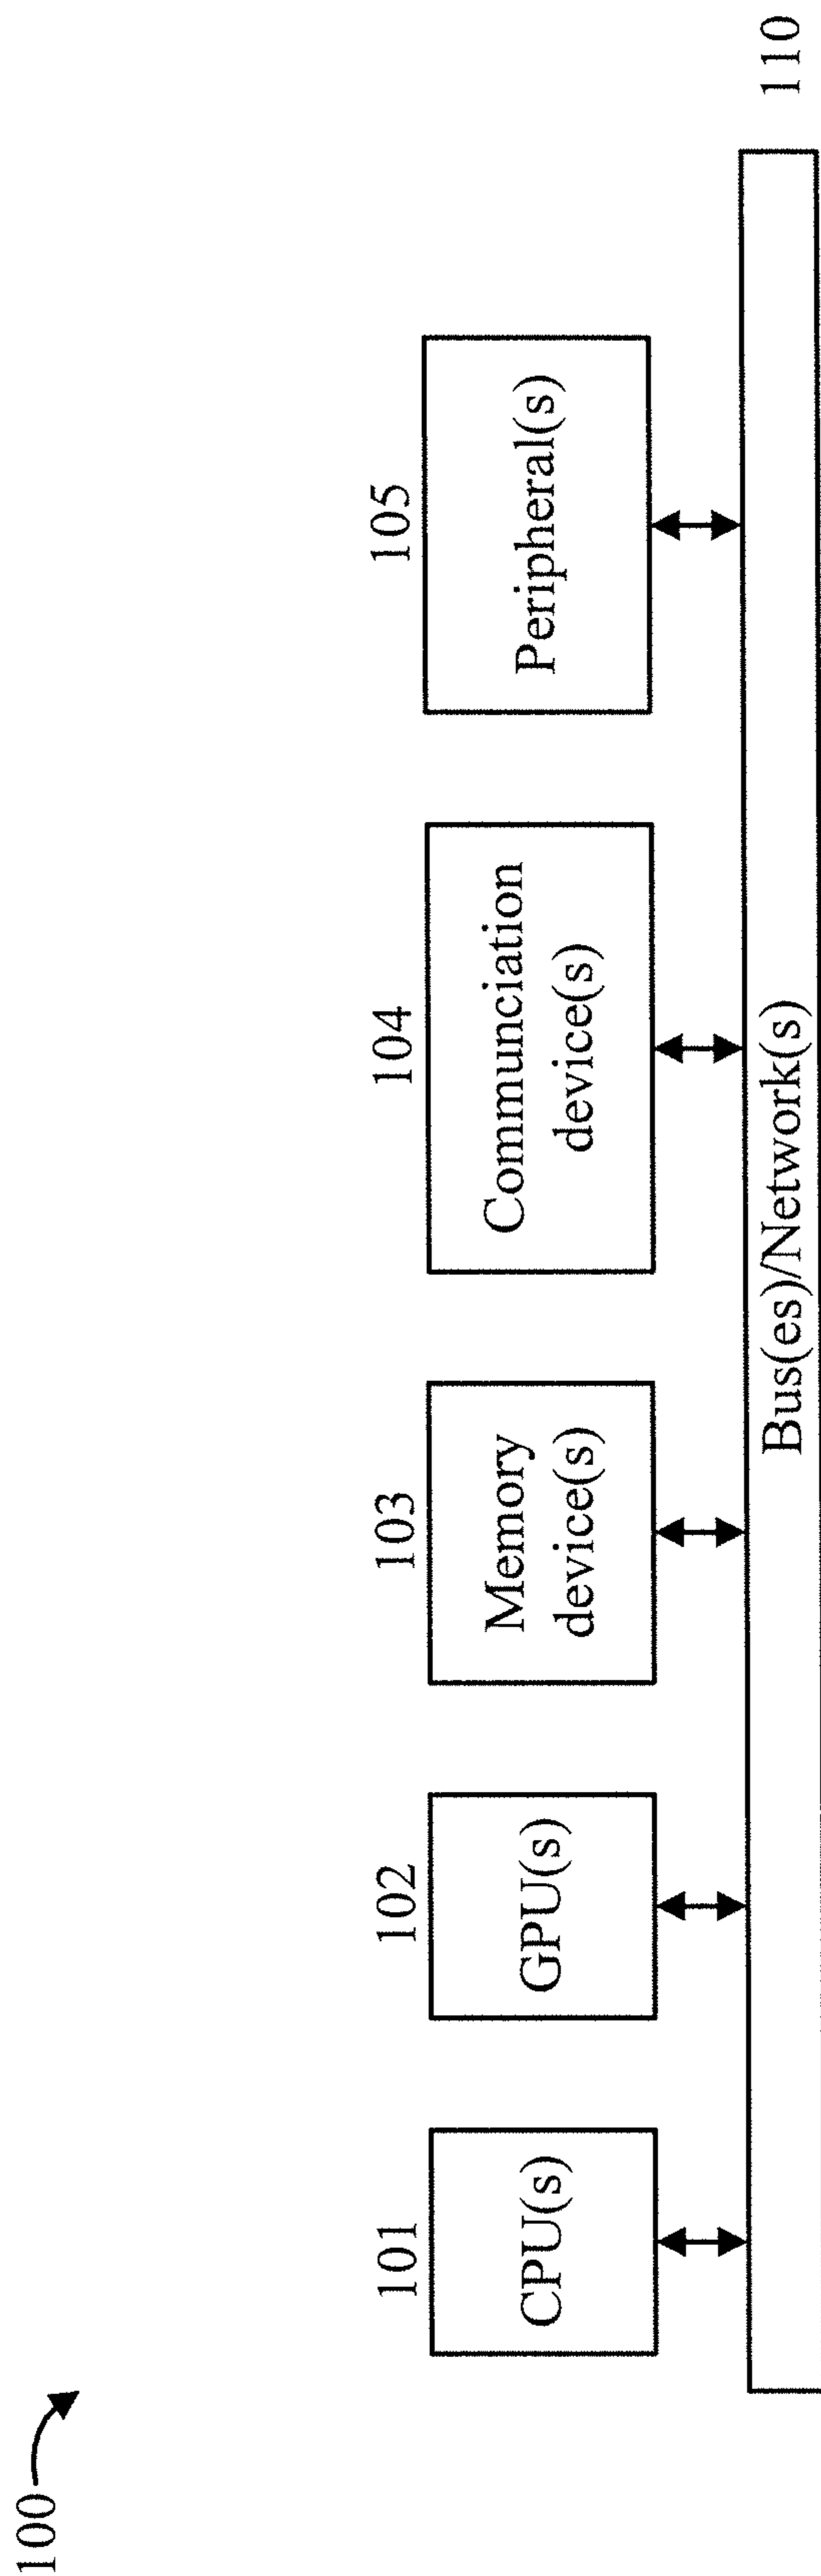 100
101
CPU(s)
102
GPU(s)
103
Memory
device(s)
104
Communciation
device(s)
105
Peripheral(s)
Bus(es)/Network(s)
110